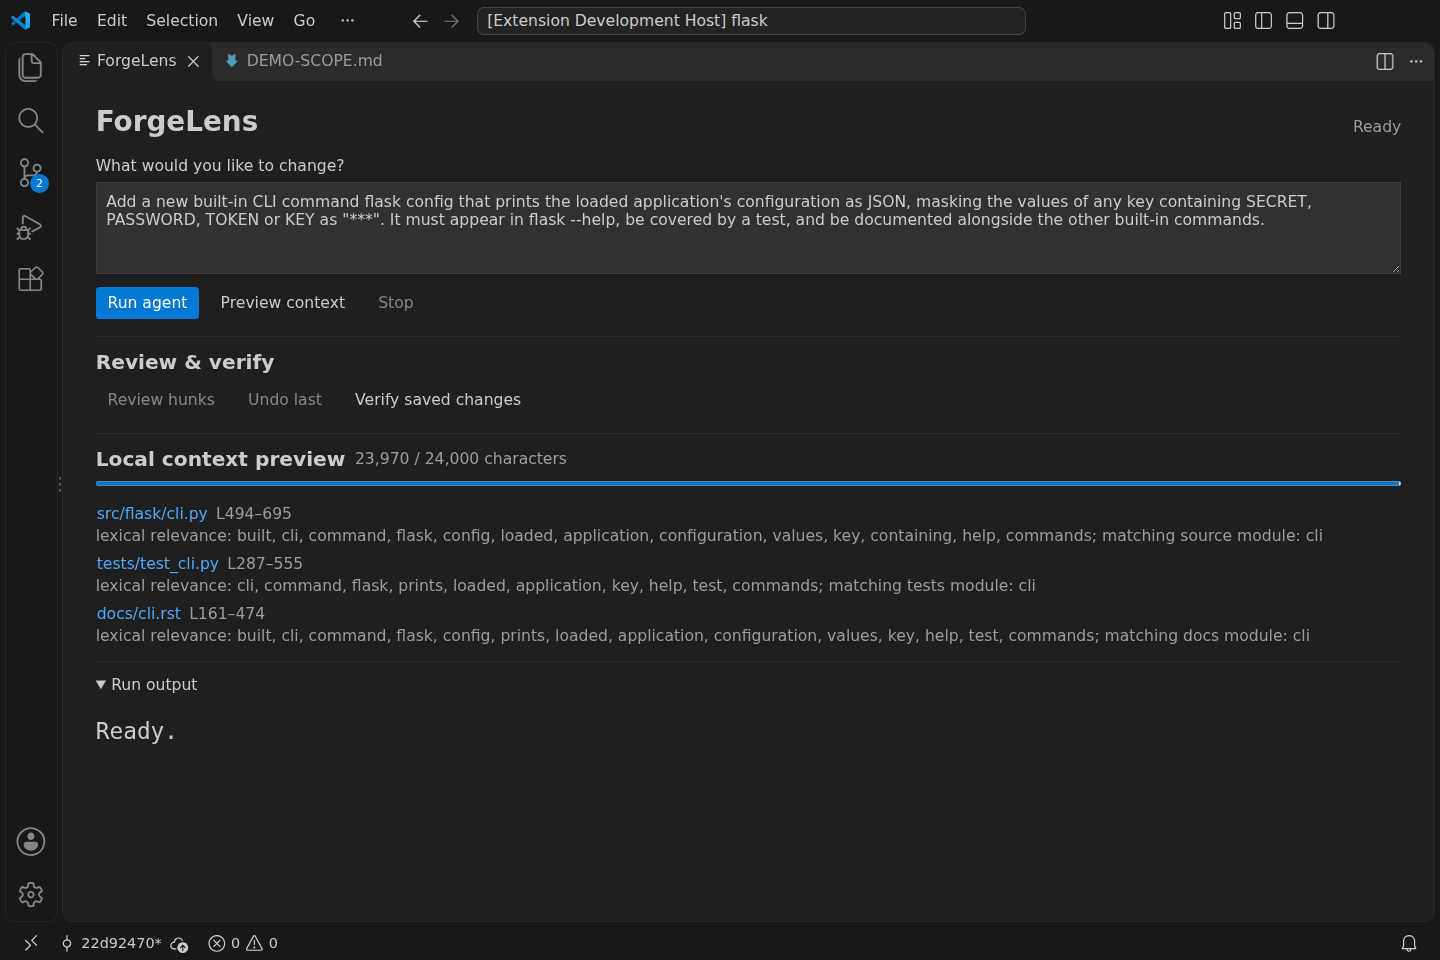 File Edit Selection View Go ···
[Extension Development Host] flask
ForgeLens
DEMO-SCOPE.md
ForgeLens
Ready
What would you like to change?
Add a new built-in CLI command flask config that prints the loaded application's configuration as JSON, masking the values of any key containing SECRET,
PASSWORD, TOKEN or KEY as "***". It must appear in flask --help, be covered by a test, and be documented alongside the other built-in commands.
Run agent Preview context Stop
Review & verify
Review hunks Undo last Verify saved changes
Local context preview 23,970 / 24,000 characters
src/flask/cli.py L494–695
lexical relevance: built, cli, command, flask, config, loaded, application, configuration, values, key, containing, help, commands; matching source module: cli
tests/test_cli.py L287–555
lexical relevance: cli, command, flask, prints, loaded, application, key, help, test, commands; matching tests module: cli
docs/cli.rst L161–474
lexical relevance: built, cli, command, flask, config, prints, loaded, application, configuration, values, key, help, test, commands; matching docs module: cli
Run output
Ready.
2
22d92470* 0 0